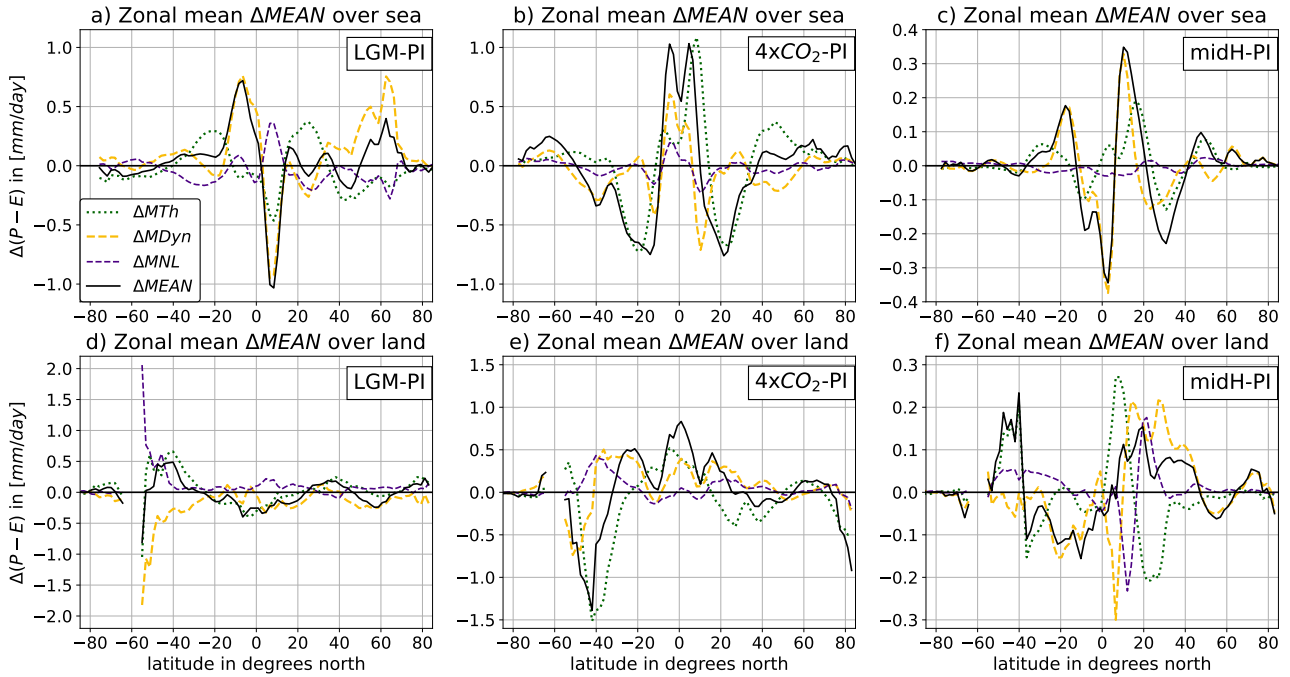 a) Zonal mean ΔMEAN over sea
LGM-PI
1.0
0.5
0.0
−0.5
−1.0
Δ(P − E) in [mm/day]
ΔMTh
ΔMDyn
ΔMNL
ΔMEAN
−80 −60 −40 −20 0 20 40 60 80
b) Zonal mean ΔMEAN over sea
4xCO₂-PI
1.0
0.5
0.0
−0.5
−1.0
−80 −60 −40 −20 0 20 40 60 80
c) Zonal mean ΔMEAN over sea
midH-PI
0.4
0.3
0.2
0.1
0.0
−0.1
−0.2
−0.3
−0.4
−80 −60 −40 −20 0 20 40 60 80
d) Zonal mean ΔMEAN over land
LGM-PI
2.0
1.5
1.0
0.5
0.0
−0.5
−1.0
−1.5
−2.0
Δ(P − E) in [mm/day]
−80 −60 −40 −20 0 20 40 60 80
latitude in degrees north
e) Zonal mean ΔMEAN over land
4xCO₂-PI
1.5
1.0
0.5
0.0
−0.5
−1.0
−1.5
−80 −60 −40 −20 0 20 40 60 80
latitude in degrees north
f) Zonal mean ΔMEAN over land
midH-PI
0.3
0.2
0.1
0.0
−0.1
−0.2
−0.3
−80 −60 −40 −20 0 20 40 60 80
latitude in degrees north